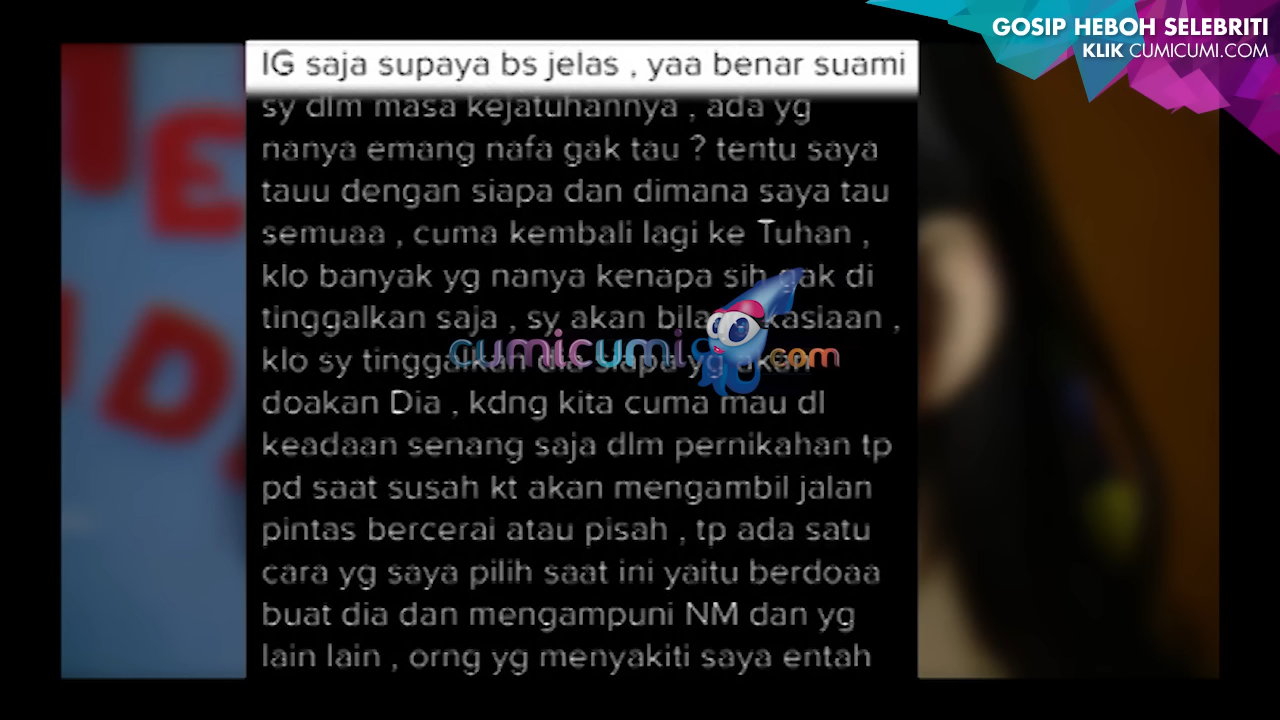 GOSIP HEBOH SELEBRITI
KLIK CUMICUMI.COM
IG saja supaya bs jelas , yaa benar suami
sy dlm masa kejatuhannya , ada yg
nanya emang nafa gak tau ? tentu saya
tauu dengan siapa dan dimana saya tau
semuaa , cuma kembali lagi ke Tuhan ,
klo banyak yg nanya kenapa sih gak di
tinggalkan saja , sy akan bilang kasiaan ,
klo sy tinggalkan dia siapa yg akan
doakan Dia , kdng kita cuma mau dl
keadaan senang saja dlm pernikahan tp
pd saat susah kt akan mengambil jalan
pintas bercerai atau pisah , tp ada satu
cara yg saya pilih saat ini yaitu berdoaa
buat dia dan mengampuni NM dan yg
lain lain , orng yg menyakiti saya entah
cumicumi.com